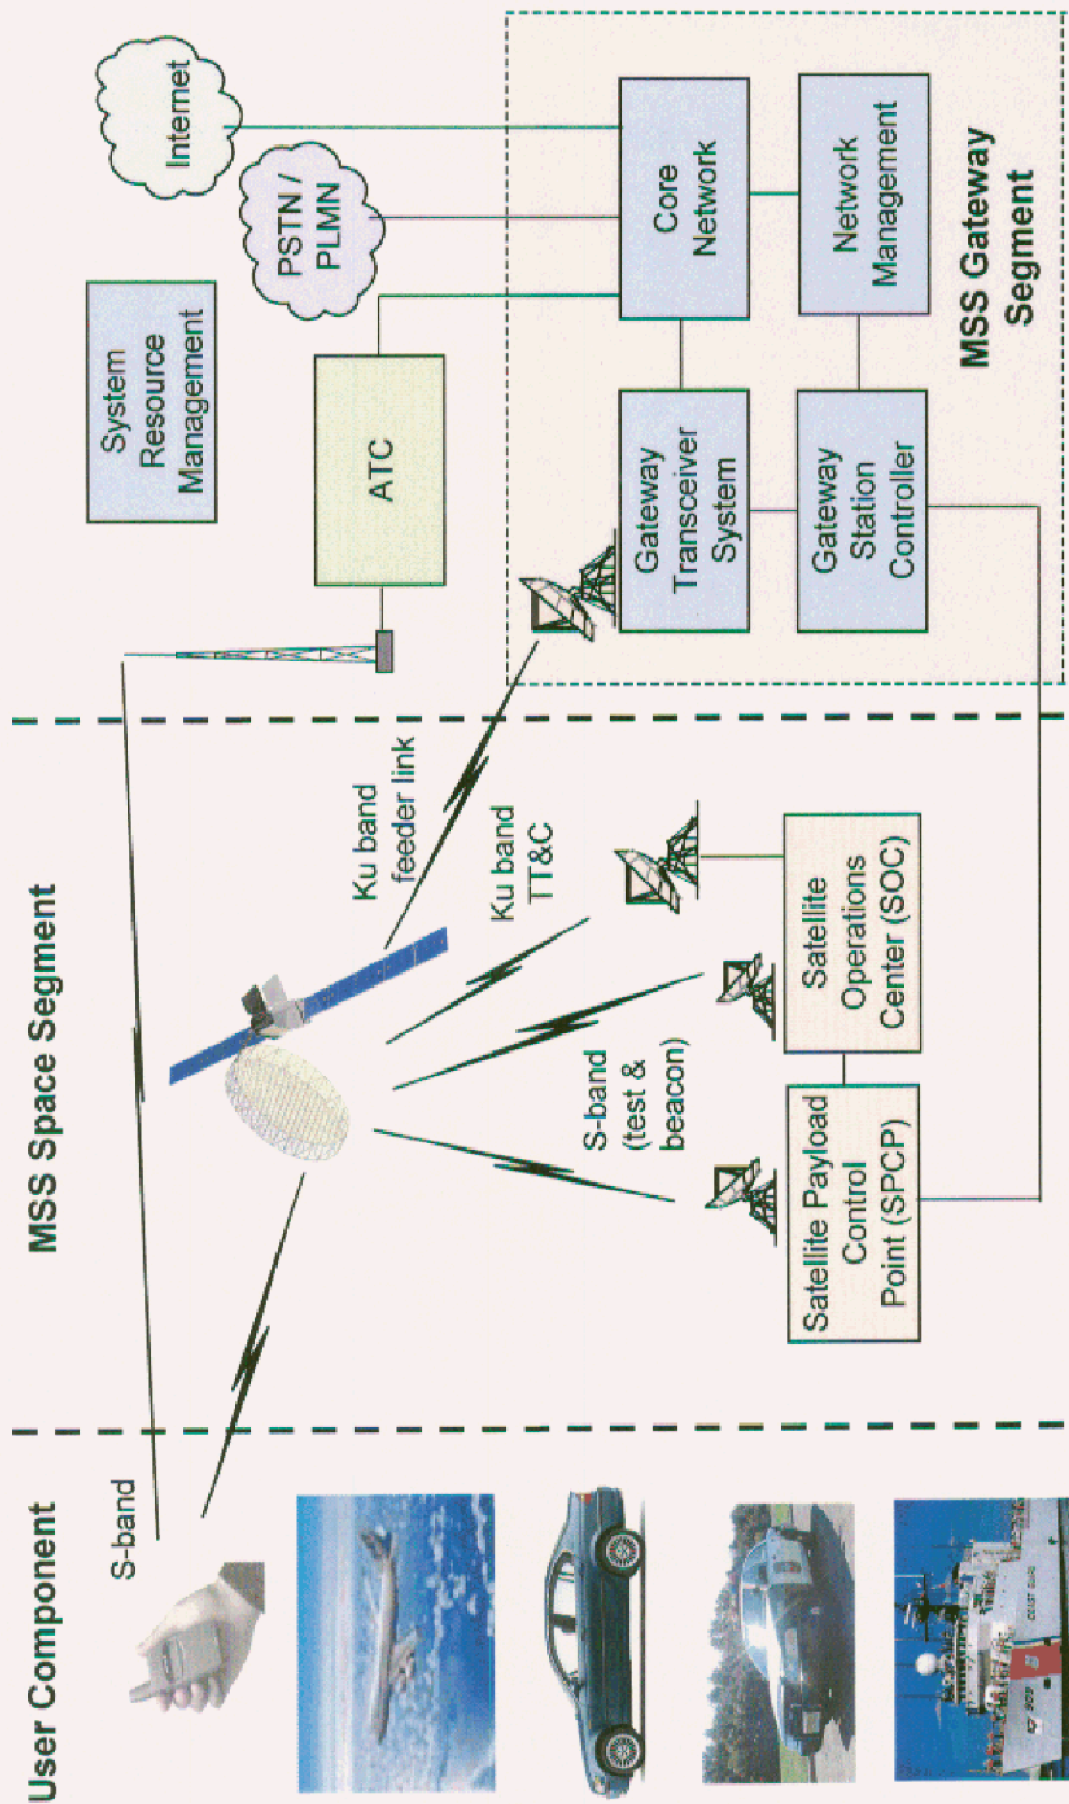 User Component
MSS Space Segment
S-band
Ku band
feeder link
Ku band
TT&C
S-band
(test &
beacon)
Satellite Payload
Control
Point (SPCP)
Satellite
Operations
Center (SOC)
System
Resource
Management
Internet
PSTN /
PLMN
ATC
Gateway
Transceiver
System
Core
Network
Gateway
Station
Controller
Network
Management
MSS Gateway
Segment
COAST GUARD